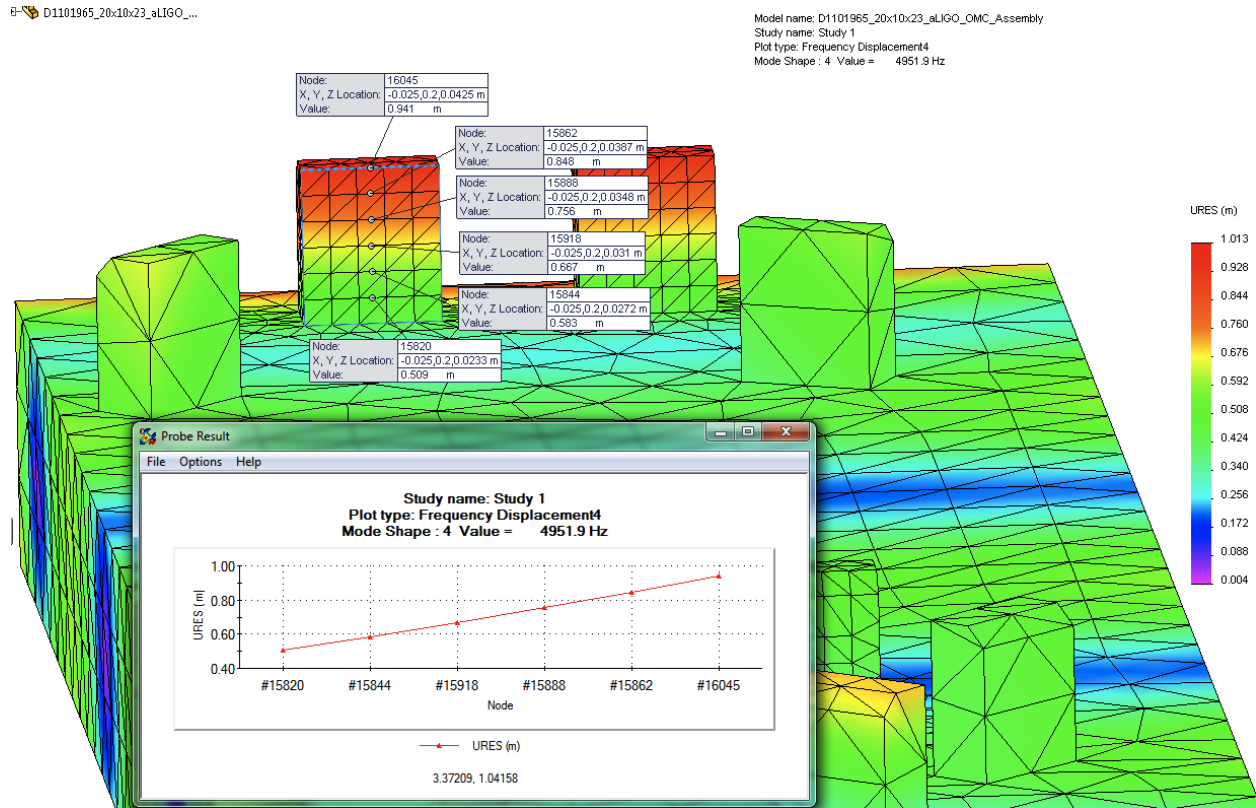 D1101965_20x10x23_aLIGO_...
Model name: D1101965_20x10x23_aLIGO_OMC_Assembly
Study name: Study 1
Plot type: Frequency Displacement4
Mode Shape : 4 Value = 4951.9 Hz
Node: 16045
X, Y, Z Location: -0.025,0.2,0.0425 m
Value: 0.941 m
Node: 15862
X, Y, Z Location: -0.025,0.2,0.0387 m
Value: 0.848 m
Node: 15888
X, Y, Z Location: -0.025,0.2,0.0348 m
Value: 0.756 m
Node: 15918
X, Y, Z Location: -0.025,0.2,0.031 m
Value: 0.667 m
Node: 15844
X, Y, Z Location: -0.025,0.2,0.0272 m
Value: 0.583 m
Node: 15820
X, Y, Z Location: -0.025,0.2,0.0233 m
Value: 0.509 m
URES (m)
1.013
0.928
0.844
0.760
0.676
0.592
0.508
0.424
0.340
0.256
0.172
0.088
0.004
Probe Result
File Options Help
Study name: Study 1
Plot type: Frequency Displacement4
Mode Shape : 4 Value = 4951.9 Hz
URES (m)
1.00
0.80
0.60
0.40
#15820 #15844 #15918 #15888 #15862 #16045
Node
URES (m)
3.37209, 1.04158